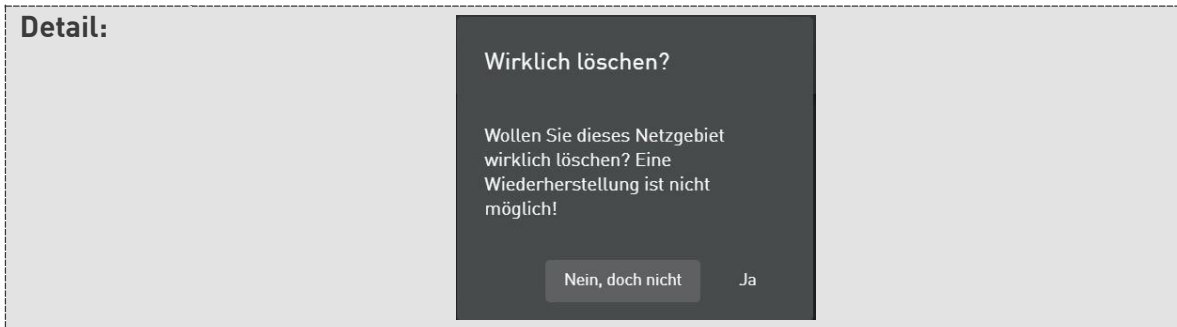 Detail:
Wirklich löschen?
Wollen Sie dieses Netzgebiet
wirklich löschen? Eine
Wiederherstellung ist nicht
möglich!
Nein, doch nicht Ja